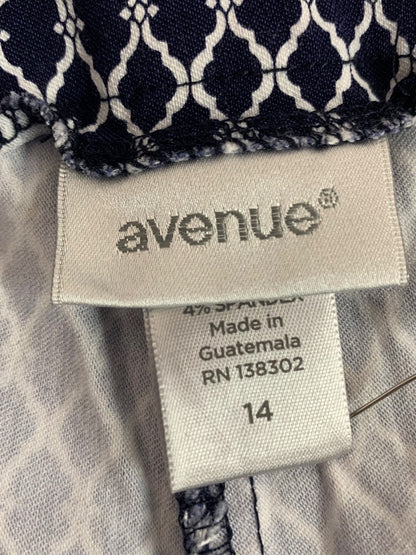 avenue®
4% SPANDEX
Made in
Guatemala
RN 138302
14